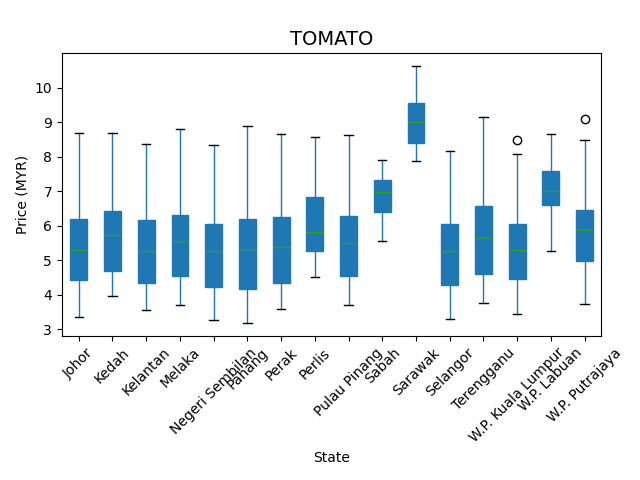 TOMATO
Price (MYR)
10
9
8
7
6
5
4
3
Johor
Kedah
Kelantan
Melaka
Negeri Sembilan
Pahang
Perak
Perlis
Pulau Pinang
Sabah
Sarawak
Selangor
Terengganu
W.P. Kuala Lumpur
W.P. Labuan
W.P. Putrajaya
State